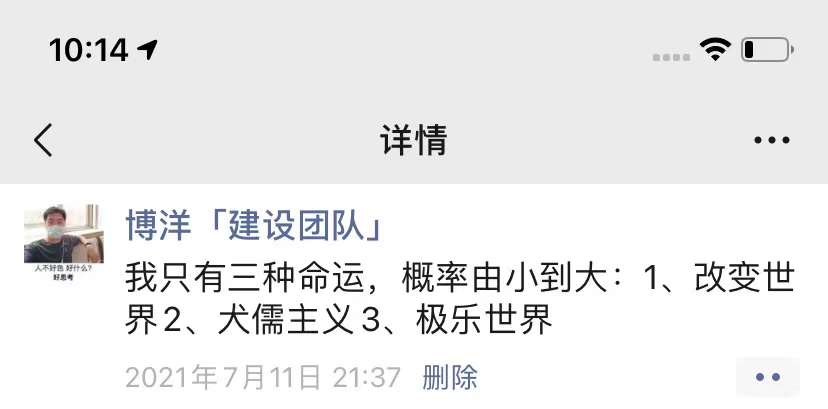 10:14
详情
博洋「建设团队」
人不好色 好什么?
好思考
我只有三种命运，概率由小到大：1、改变世
界2、犬儒主义3、极乐世界
2021年7月11日 21:37 删除